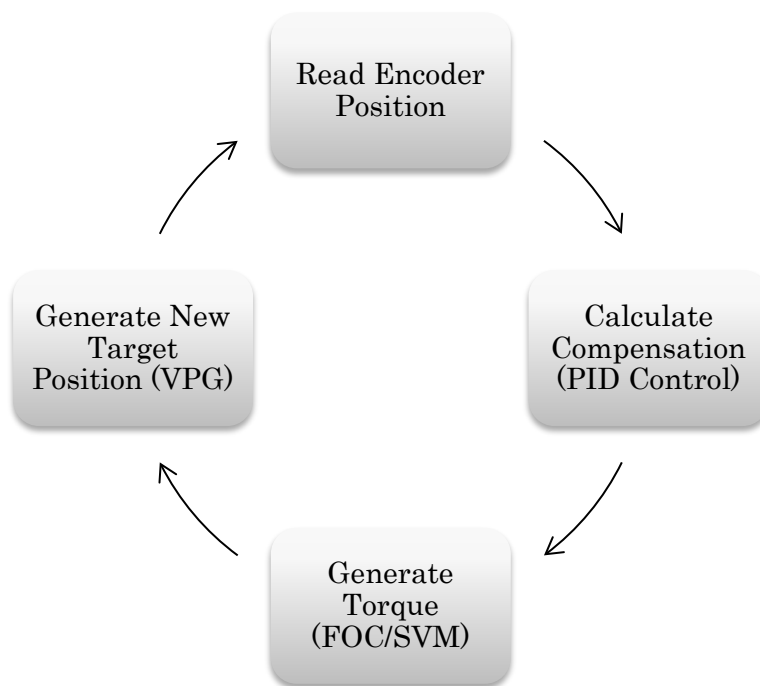 Read Encoder
Position
Calculate
Compensation
(PID Control)
Generate
Torque
(FOC/SVM)
Generate New
Target
Position (VPG)